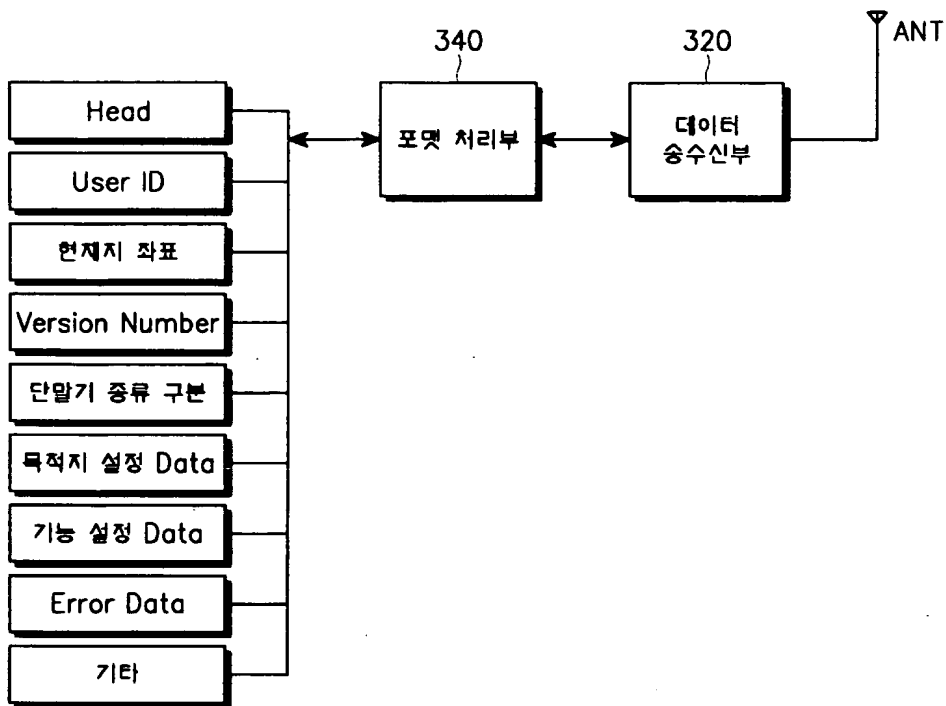 340
320
ANT
Head
포맷 처리부
데이터
송수신부
User ID
현재지 좌표
Version Number
단말기 종류 구분
목적지 설정 Data
기능 설정 Data
Error Data
기타